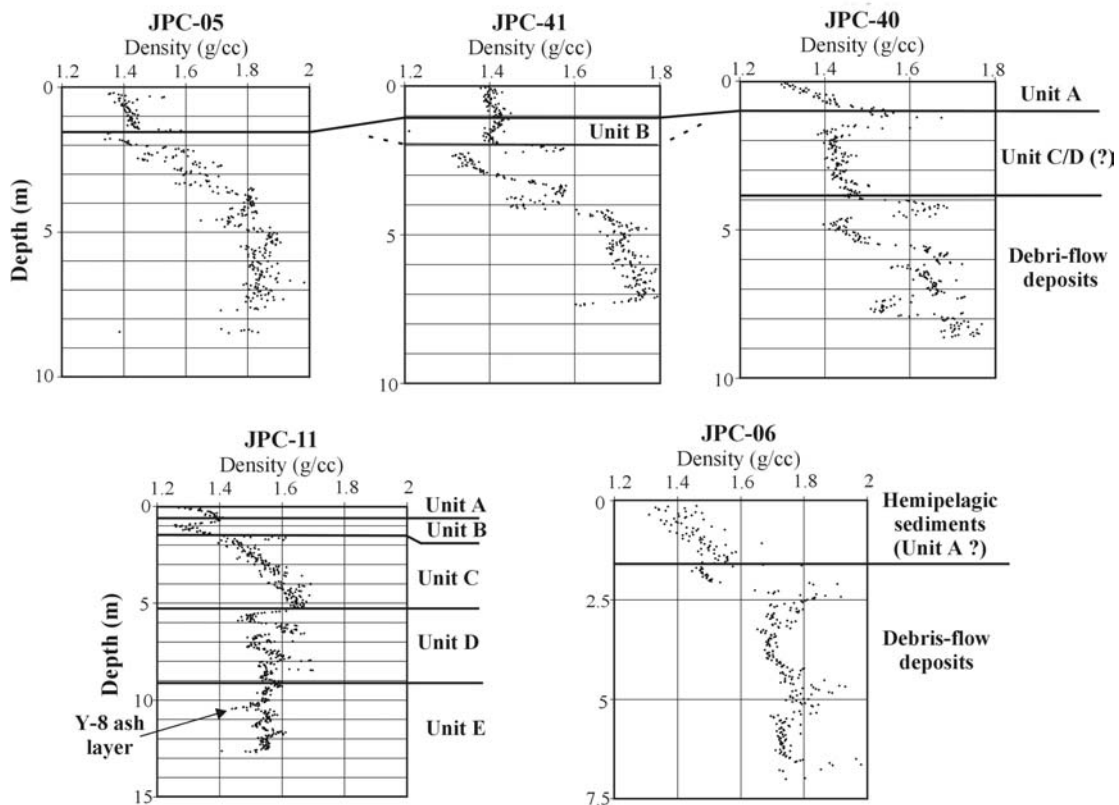 JPC-05
Density (g/cc)
1.2 1.4 1.6 1.8 2
0
5
10
Depth (m)
JPC-41
Density (g/cc)
1.2 1.4 1.6 1.8
0
5
10
Unit B
JPC-40
Density (g/cc)
1.2 1.4 1.6 1.8
0
5
10
Unit A
Unit C/D (?)
Debri-flow
deposits
JPC-11
Density (g/cc)
1.2 1.4 1.6 1.8 2
0
5
10
15
Depth (m)
Unit A
Unit B
Unit C
Unit D
Unit E
Y-8 ash
layer
JPC-06
Density (g/cc)
1.2 1.4 1.6 1.8 2
0
2.5
5
7.5
Hemipelagic
sediments
(Unit A ?)
Debris-flow
deposits